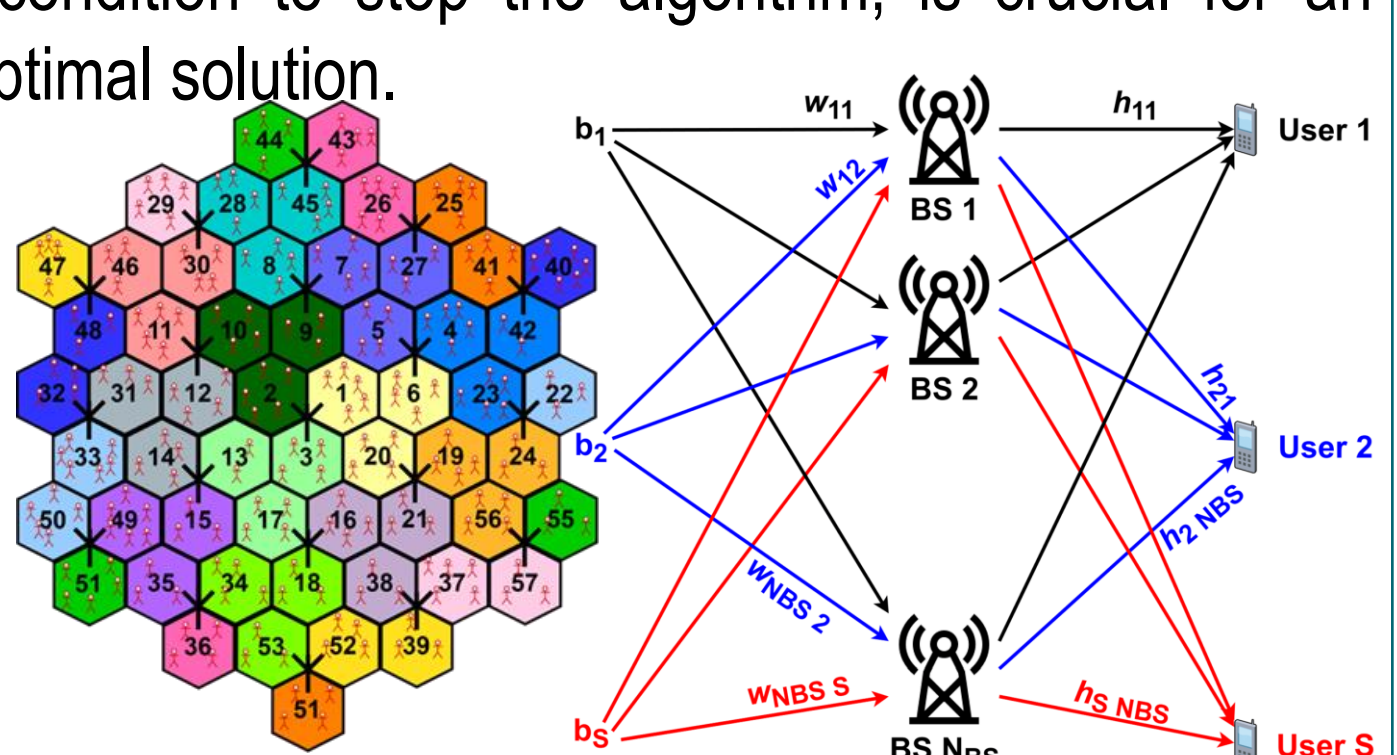 condition to stop the algorithm, is crucial for an
ptimal solution.
44 43
29 28 45 26 25
47 46 30 8 7 27 41 40
48 11 10 9 5 4 42
32 31 12 2 1 6 23 22
33 14 13 3 20 19 24
50 49 15 17 16 21 56 55
51 35 34 18 38 37 57
36 53 52 39
51
b1
w11
h11
User 1
w12
BS 1
BS 2
h21
b2
User 2
h2 NBS
wNBS 2
wNBS S
hS NBS
bS
BS NBS
User S